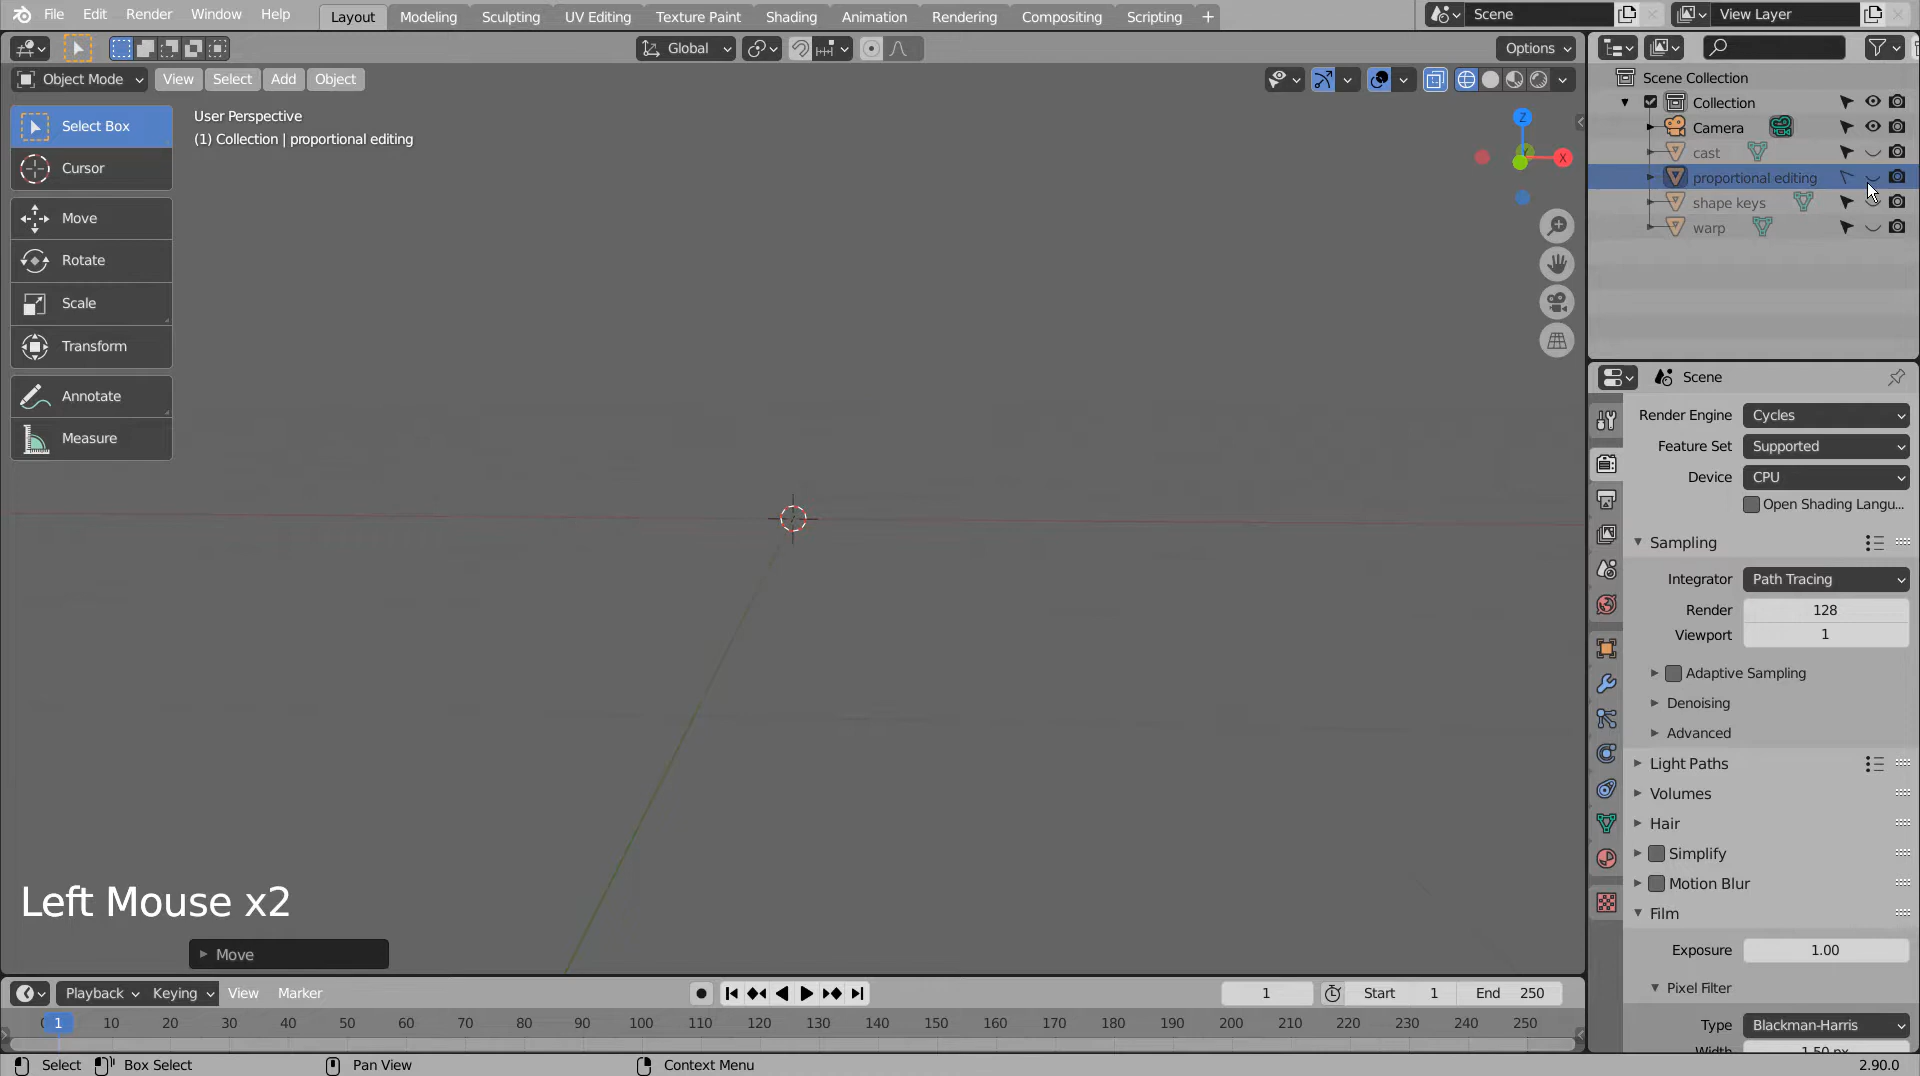 File Edit Render Window Help Layout Modeling Sculpting UV Editing Texture Paint Shading Animation Rendering Compositing Scripting + Scene View Layer
Global Options
Object Mode View Select Add Object
Select Box
Cursor
Move
Rotate
Scale
Transform
Annotate
Measure
User Perspective
(1) Collection | proportional editing
Z
X
Left Mouse x2
Move
Scene Collection
Collection
Camera
cast
proportional editing
shape keys
warp
Scene
Render Engine Cycles
Feature Set Supported
Device CPU
Open Shading Langu...
Sampling
Integrator Path Tracing
Render 128
Viewport 1
Adaptive Sampling
Denoising
Advanced
Light Paths
Volumes
Hair
Simplify
Motion Blur
Film
Exposure 1.00
Pixel Filter
Type Blackman-Harris
Width 1.50 px
Playback Keying View Marker 1 Start 1 End 250
0 1 10 20 30 40 50 60 70 80 90 100 110 120 130 140 150 160 170 180 190 200 210 220 230 240 250
Select Box Select Pan View Context Menu 2.90.0